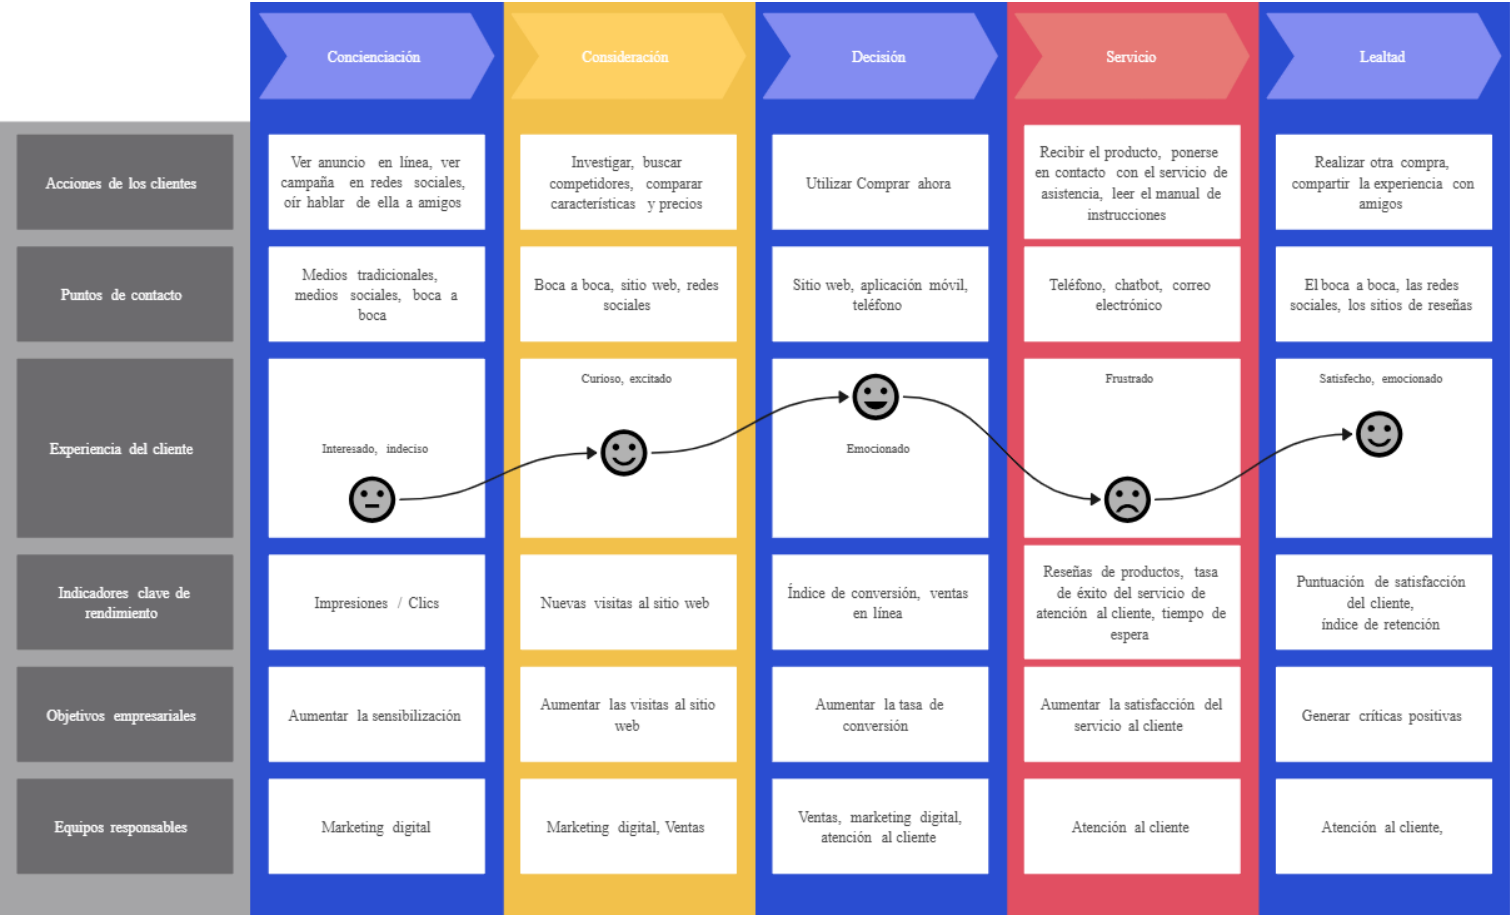 Concienciación
Consideración
Decisión
Servicio
Lealtad
Acciones de los clientes
Ver anuncio en línea, ver
campaña en redes sociales,
oír hablar de ella a amigos
Investigar, buscar
competidores, comparar
características y precios
Utilizar Comprar ahora
Recibir el producto, ponerse
en contacto con el servicio de
asistencia, leer el manual de
instrucciones
Realizar otra compra,
compartir la experiencia con
amigos
Puntos de contacto
Medios tradicionales,
medios sociales, boca a
boca
Boca a boca, sitio web, redes
sociales
Sitio web, aplicación móvil,
teléfono
Teléfono, chatbot, correo
electrónico
El boca a boca, las redes
sociales, los sitios de reseñas
Experiencia del cliente
Interesado, indeciso
Curioso, excitado
Emocionado
Frustrado
Satisfecho, emocionado
Indicadores clave de
rendimiento
Impresiones / Clics
Nuevas visitas al sitio web
Índice de conversión, ventas
en línea
Reseñas de productos, tasa
de éxito del servicio de
atención al cliente, tiempo de
espera
Puntuación de satisfacción
del cliente,
índice de retención
Objetivos empresariales
Aumentar la sensibilización
Aumentar las visitas al sitio
web
Aumentar la tasa de
conversión
Aumentar la satisfacción del
servicio al cliente
Generar críticas positivas
Equipos responsables
Marketing digital
Marketing digital, Ventas
Ventas, marketing digital,
atención al cliente
Atención al cliente
Atención al cliente,